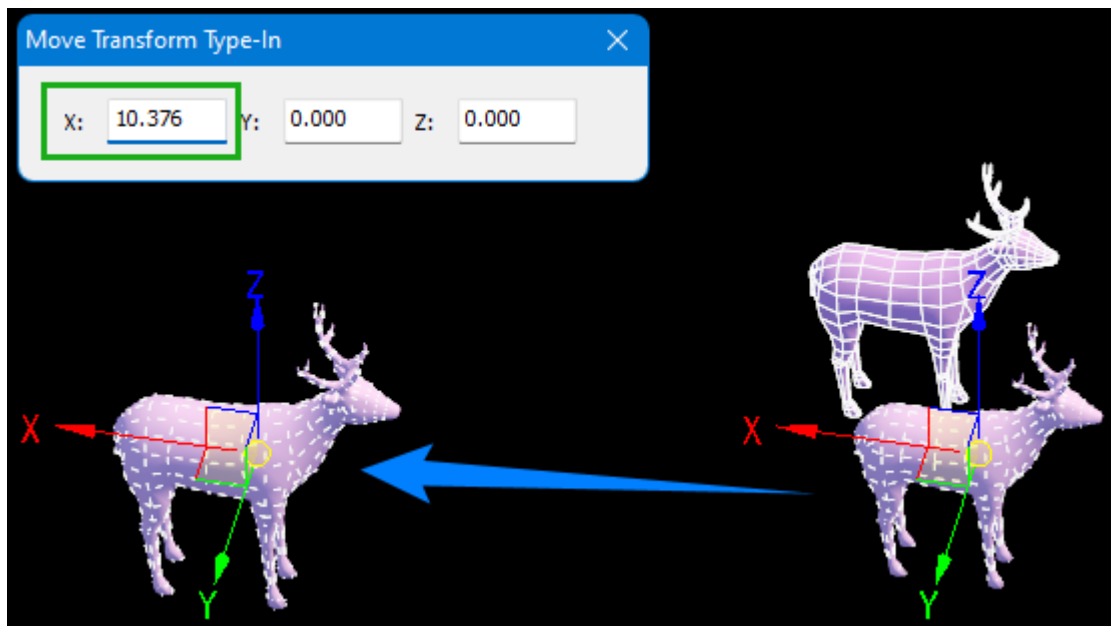 Move Transform Type-In
X: 10.376 Y: 0.000 Z: 0.000
Z
Z
X
X
Y
Y